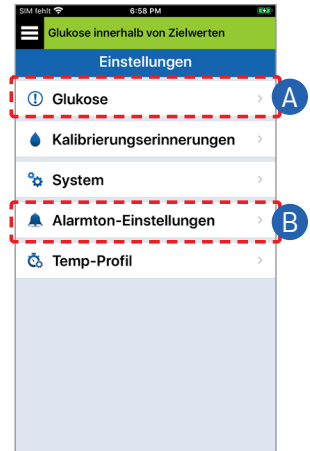 SIM fehlt 6:58 PM
Glukose innerhalb von Zielwerten
Einstellungen
Glukose
A
Kalibrierungserinnerungen
System
Alarmton-Einstellungen
B
Temp-Profil